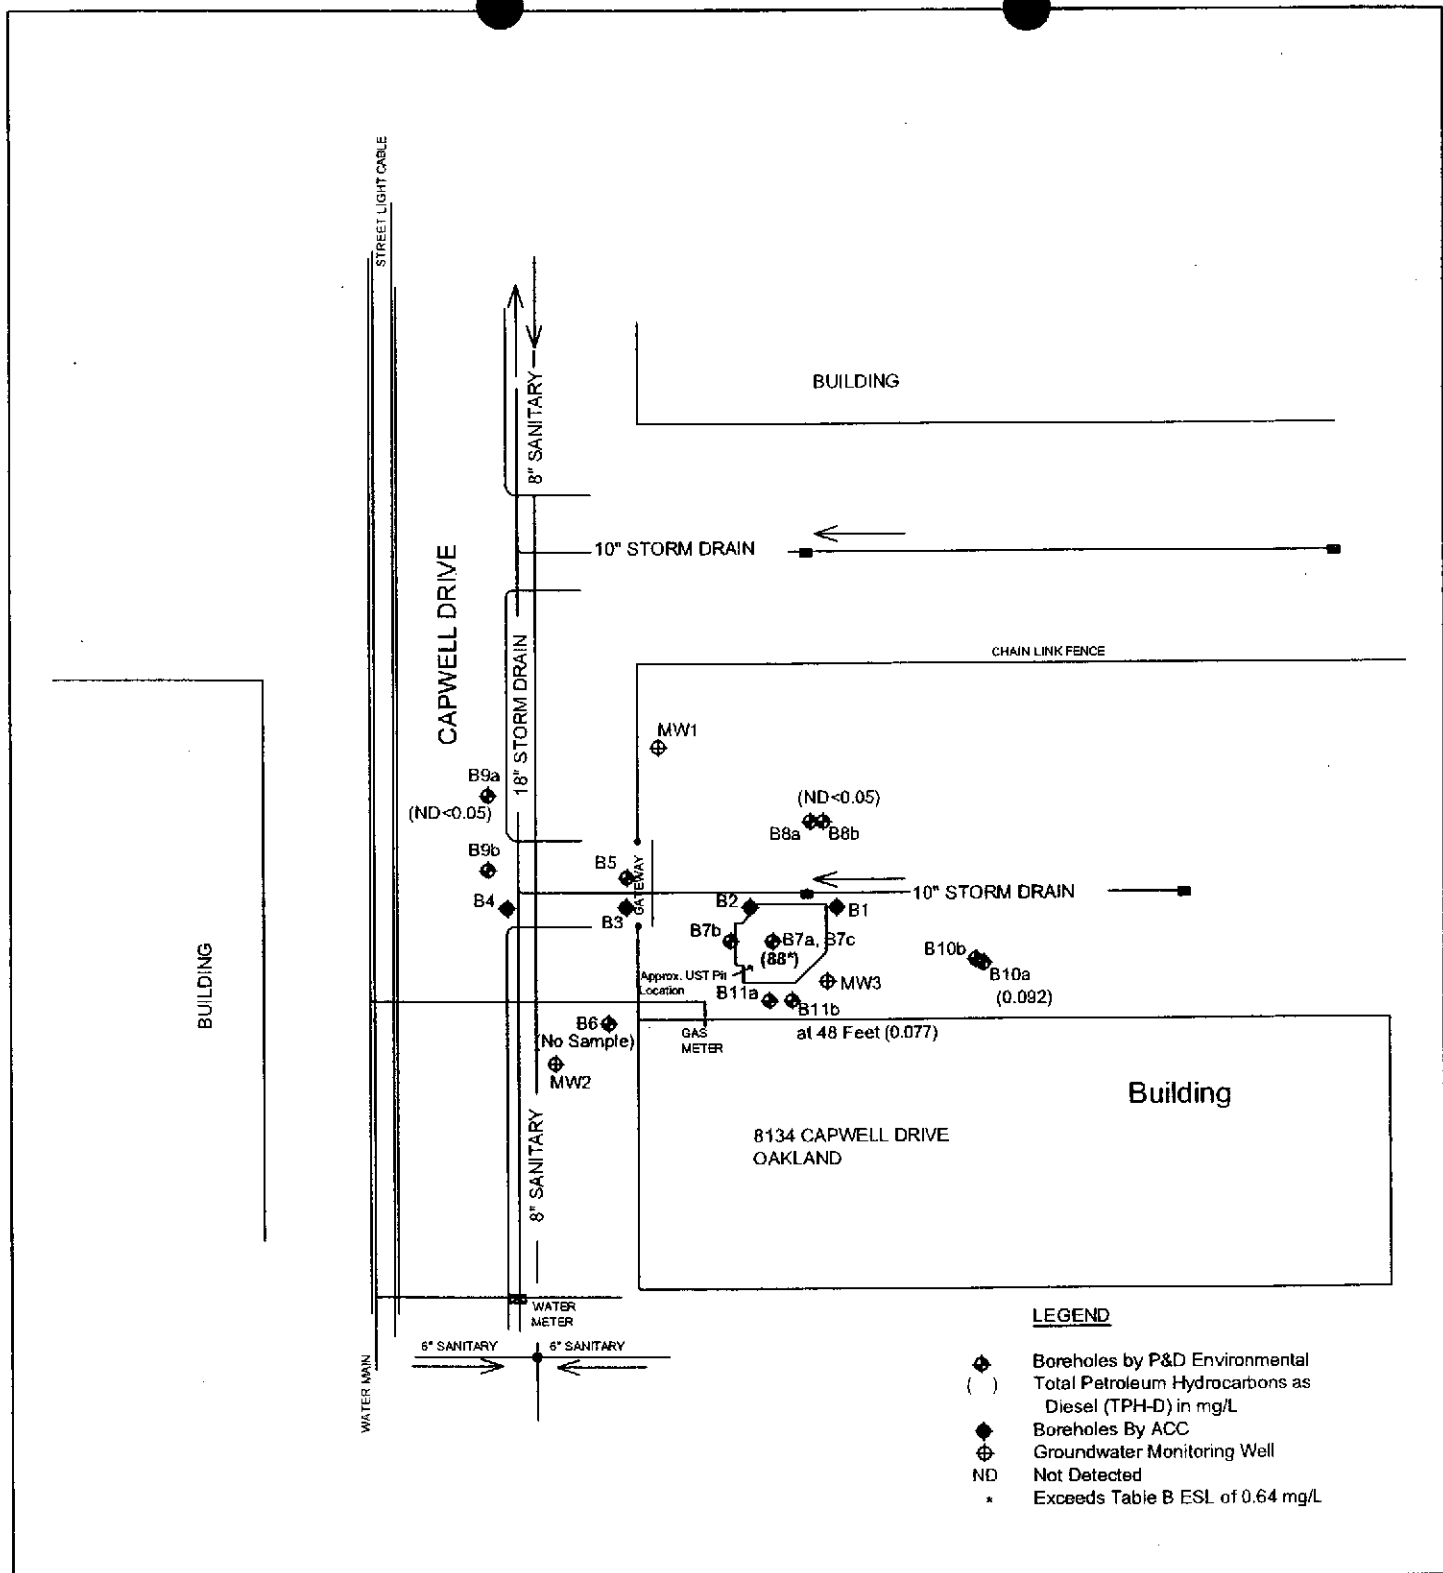 STREET LIGHT CABLE
8" SANITARY
BUILDING
10" STORM DRAIN
CAPWELL DRIVE
18" STORM DRAIN
CHAIN LINK FENCE
MW1
B9a
(ND<0.05)
(ND<0.05)
B8a
B8b
B9b
B5
GATEWAY
10" STORM DRAIN
B4
B3
B2
B1
B7b
B7a, B7c
(88*)
B10b
B10a
(0.092)
Approx. UST Pit
Location
MW3
B11a
B11b
BUILDING
B6
(No Sample)
GAS
METER
at 48 Feet (0.077)
MW2
Building
8134 CAPWELL DRIVE
OAKLAND
8" SANITARY
WATER
METER
6" SANITARY
6" SANITARY
WATER MAIN
LEGEND
Boreholes by P&D Environmental
( ) Total Petroleum Hydrocarbons as
Diesel (TPH-D) in mg/L
Boreholes By ACC
Groundwater Monitoring Well
ND Not Detected
* Exceeds Table B ESL of 0.64 mg/L